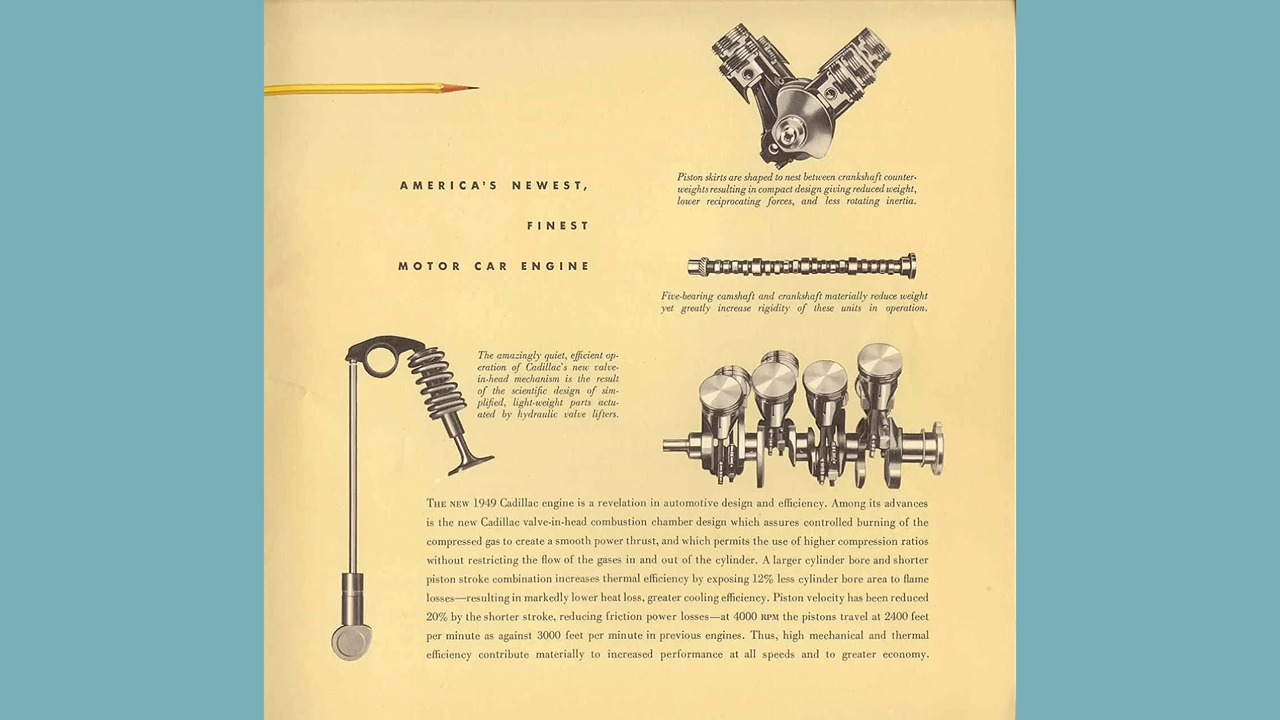 AMERICA'S NEWEST,
FINEST
MOTOR CAR ENGINE
Piston skirts are shaped to nest between crankshaft counter-
weights resulting in compact design giving reduced weight,
lower reciprocating forces, and less rotating inertia.
Five-bearing camshaft and crankshaft materially reduce weight
yet greatly increase rigidity of these units in operation.
The amazingly quiet, efficient op-
eration of Cadillac's new valve-
in-head mechanism is the result
of the scientific design of sim-
plified, light-weight parts actu-
ated by hydraulic valve lifters.
THE NEW 1949 Cadillac engine is a revelation in automotive design and efficiency. Among its advances
is the new Cadillac valve-in-head combustion chamber design which assures controlled burning of the
compressed gas to create a smooth power thrust, and which permits the use of higher compression ratios
without restricting the flow of the gases in and out of the cylinder. A larger cylinder bore and shorter
piston stroke combination increases thermal efficiency by exposing 12% less cylinder bore area to flame
losses—resulting in markedly lower heat loss, greater cooling efficiency. Piston velocity has been reduced
20% by the shorter stroke, reducing friction power losses—at 4000 RPM the pistons travel at 2400 feet
per minute as against 3000 feet per minute in previous engines. Thus, high mechanical and thermal
efficiency contribute materially to increased performance at all speeds and to greater economy.